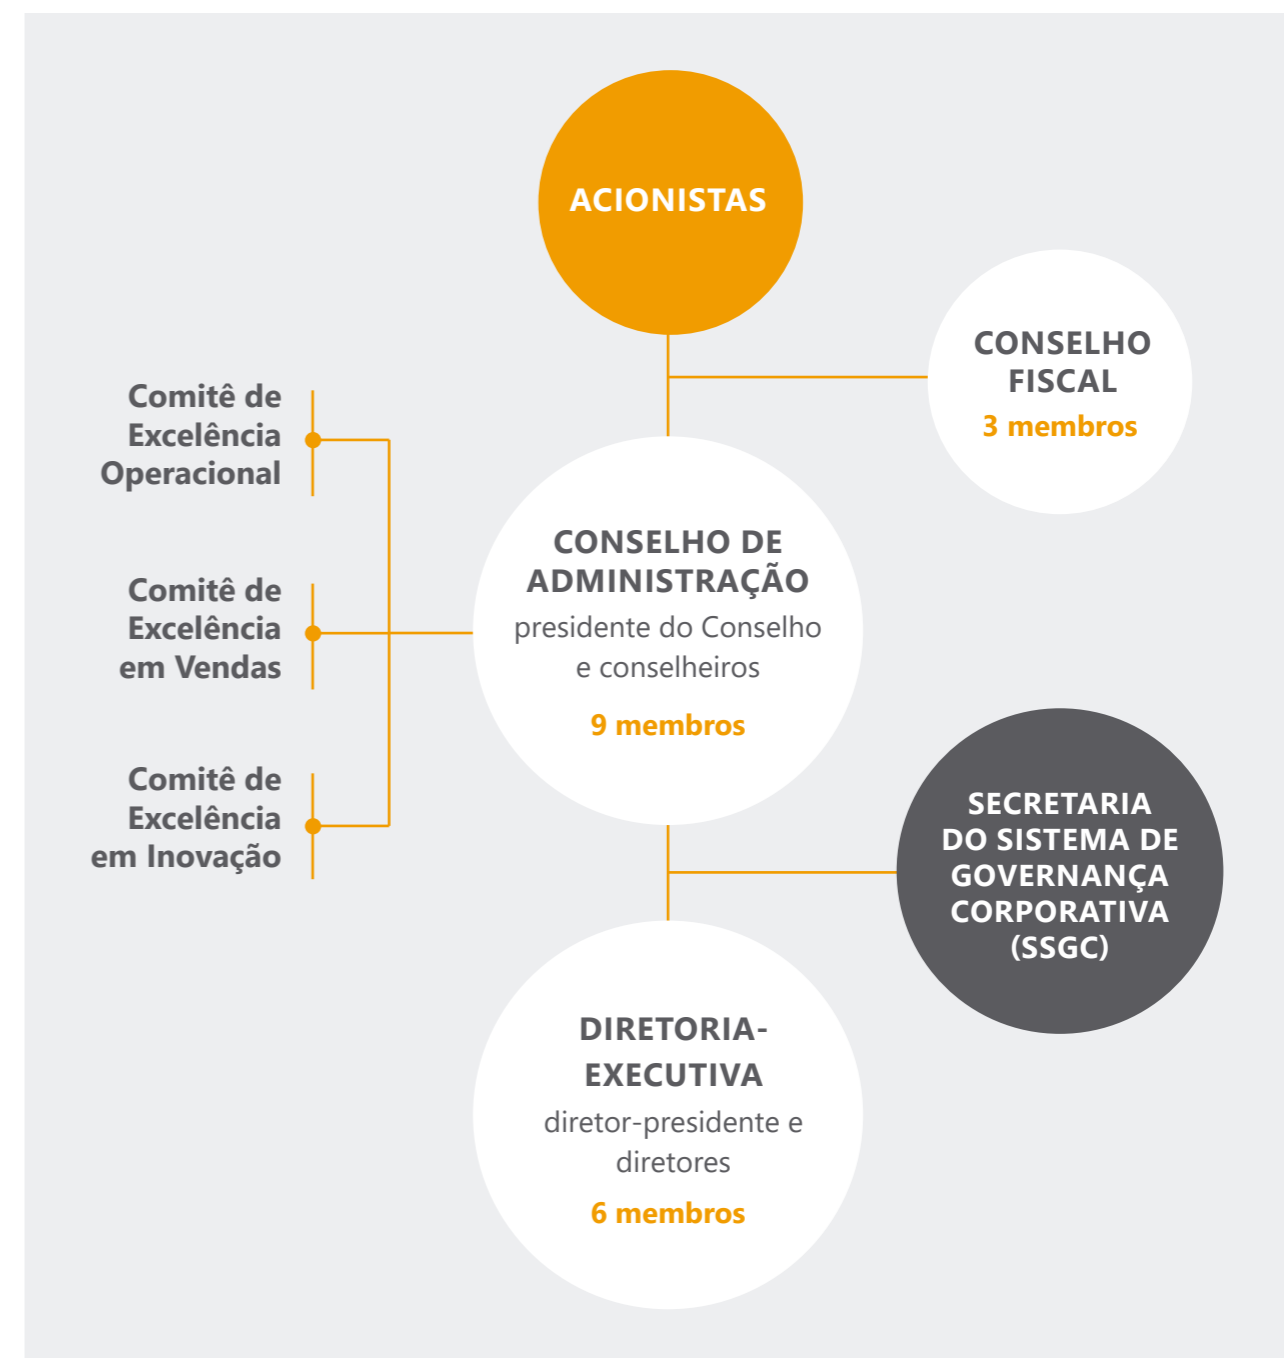 ACIONISTAS
CONSELHO
FISCAL
3 membros
Comitê de
Excelência
Operacional
Comitê de
Excelência
em Vendas
Comitê de
Excelência
em Inovação
CONSELHO DE
ADMINISTRAÇÃO
presidente do Conselho
e conselheiros
9 membros
SECRETARIA
DO SISTEMA DE
GOVERNANÇA
CORPORATIVA
(SSGC)
DIRETORIA-
EXECUTIVA
diretor-presidente e
diretores
6 membros